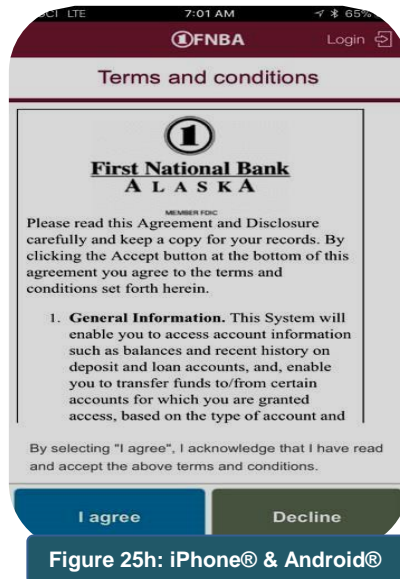 GCI LTE 7:01 AM 65%
1 FNBA Login
Terms and conditions
1
First National Bank
ALASKA
MEMBER FDIC
Please read this Agreement and Disclosure
carefully and keep a copy for your records. By
clicking the Accept button at the bottom of this
agreement you agree to the terms and
conditions set forth herein.
1. General Information. This System will
enable you to access account information
such as balances and recent history on
deposit and loan accounts, and, enable
you to transfer funds to/from certain
accounts for which you are granted
access, based on the type of account and
By selecting "I agree", I acknowledge that I have read
and accept the above terms and conditions.
I agree Decline
Figure 25h: iPhone® & Android®